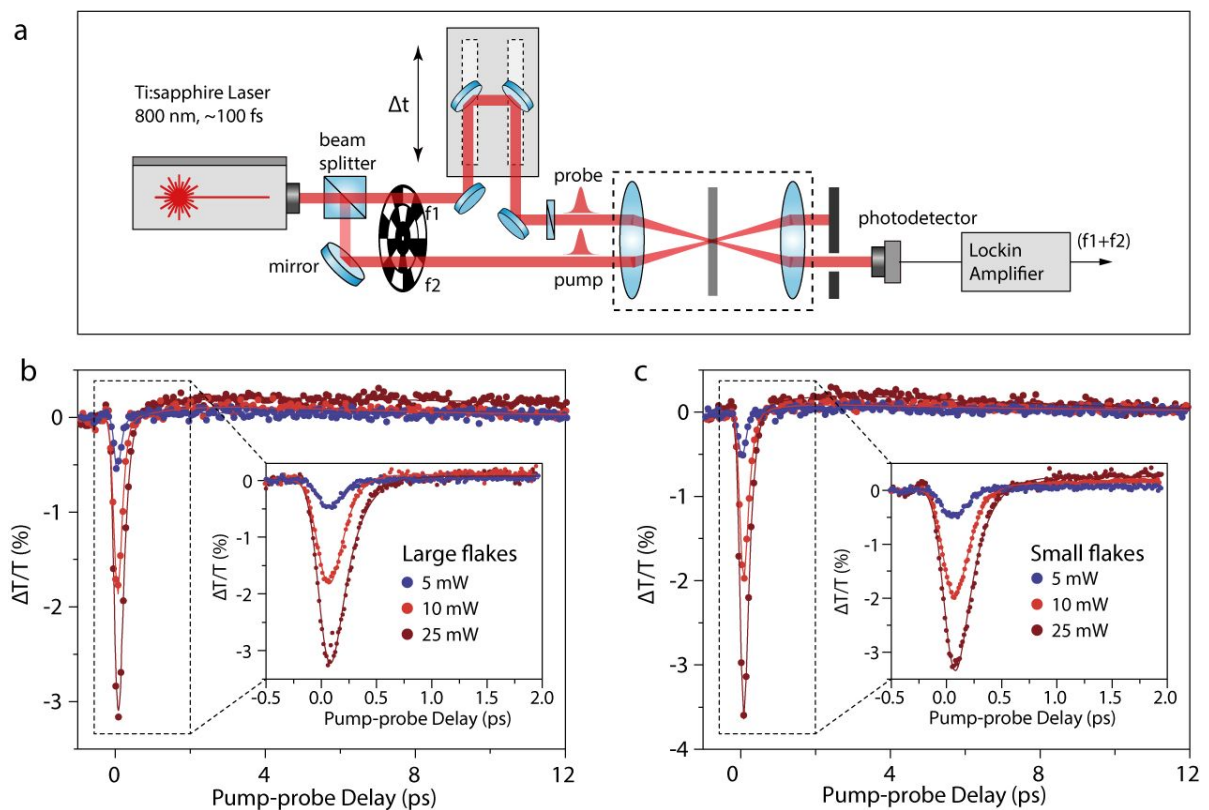 a
Ti:sapphire Laser
800 nm, ~100 fs
beam
splitter
Δt
f1
f2
mirror
probe
pump
photodetector
Lockin
Amplifier
(f1+f2)
b
ΔT/T (%)
0
-1
-2
-3
0
4
8
12
Pump-probe Delay (ps)
ΔT/T (%)
0
-1
-2
-3
-0.5
0.0
0.5
1.0
1.5
2.0
Pump-probe Delay (ps)
Large flakes
5 mW
10 mW
25 mW
c
ΔT/T (%)
0
-1
-2
-3
-4
0
4
8
12
Pump-probe Delay (ps)
ΔT/T (%)
0
-1
-2
-3
-0.5
0.0
0.5
1.0
1.5
2.0
Pump-probe Delay (ps)
Small flakes
5 mW
10 mW
25 mW